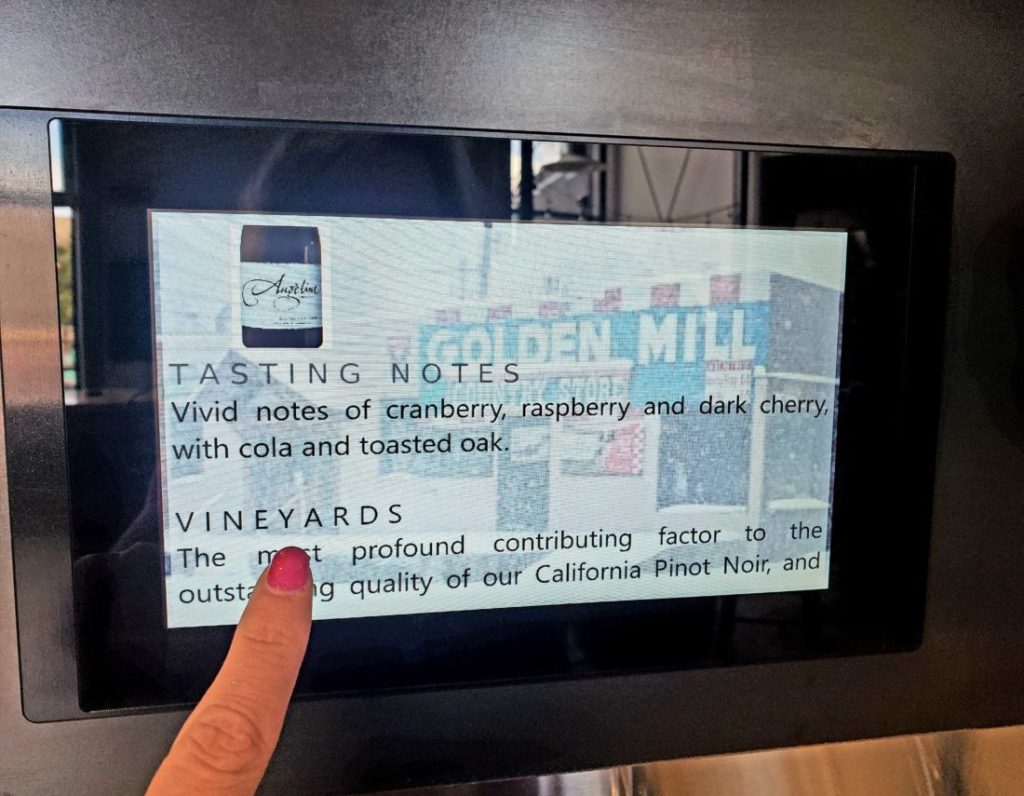 Angeline
GOLDEN MILL
TASTING NOTES
Vivid notes of cranberry, raspberry and dark cherry,
with cola and toasted oak.
VINEYARDS
The profound contributing factor to the
quality of our California Pinot Noir, and